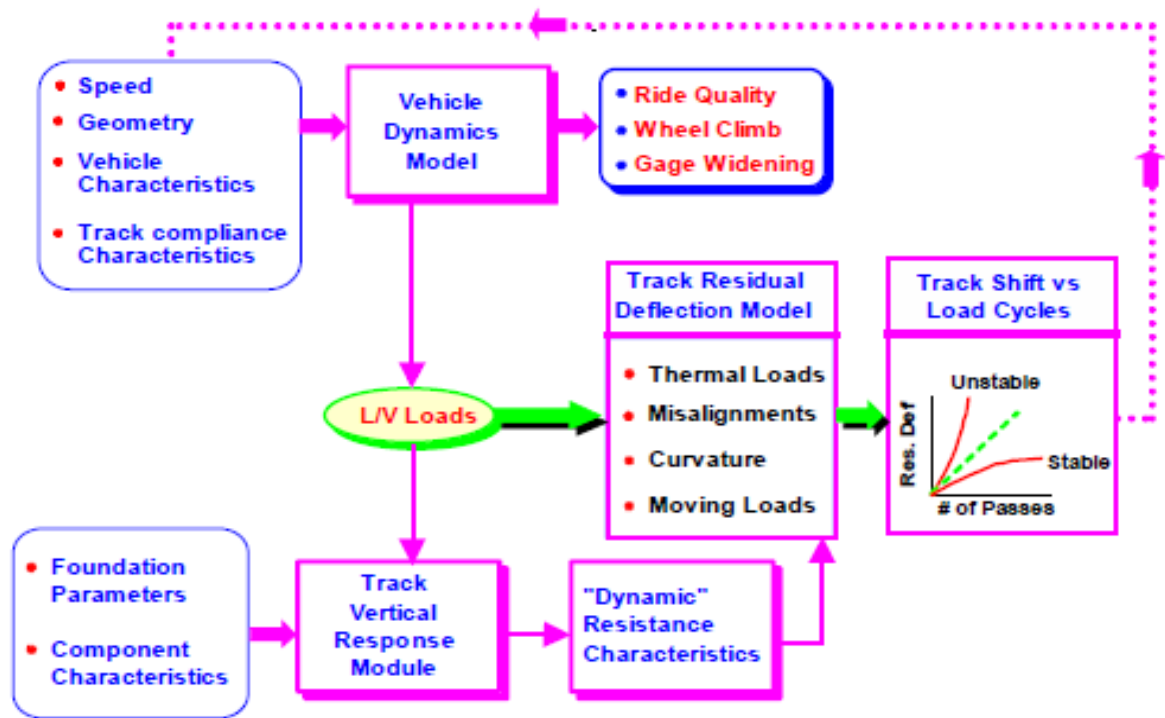 Speed
Geometry
Vehicle
Characteristics
Track compliance
Characteristics
Vehicle
Dynamics
Model
Ride Quality
Wheel Climb
Gage Widening
L/V Loads
Track Residual
Deflection Model
Thermal Loads
Misalignments
Curvature
Moving Loads
Track Shift vs
Load Cycles
Unstable
Res. Def
Stable
# of Passes
Foundation
Parameters
Component
Characteristics
Track
Vertical
Response
Module
"Dynamic"
Resistance
Characteristics